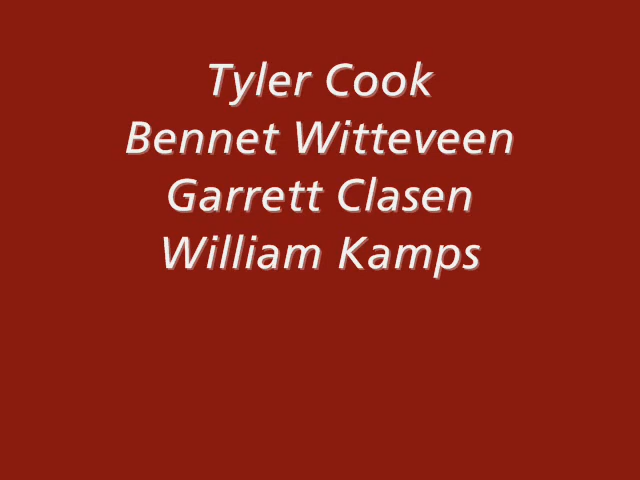 Tyler Cook
Bennet Witteveen
Garrett Clasen
William Kamps